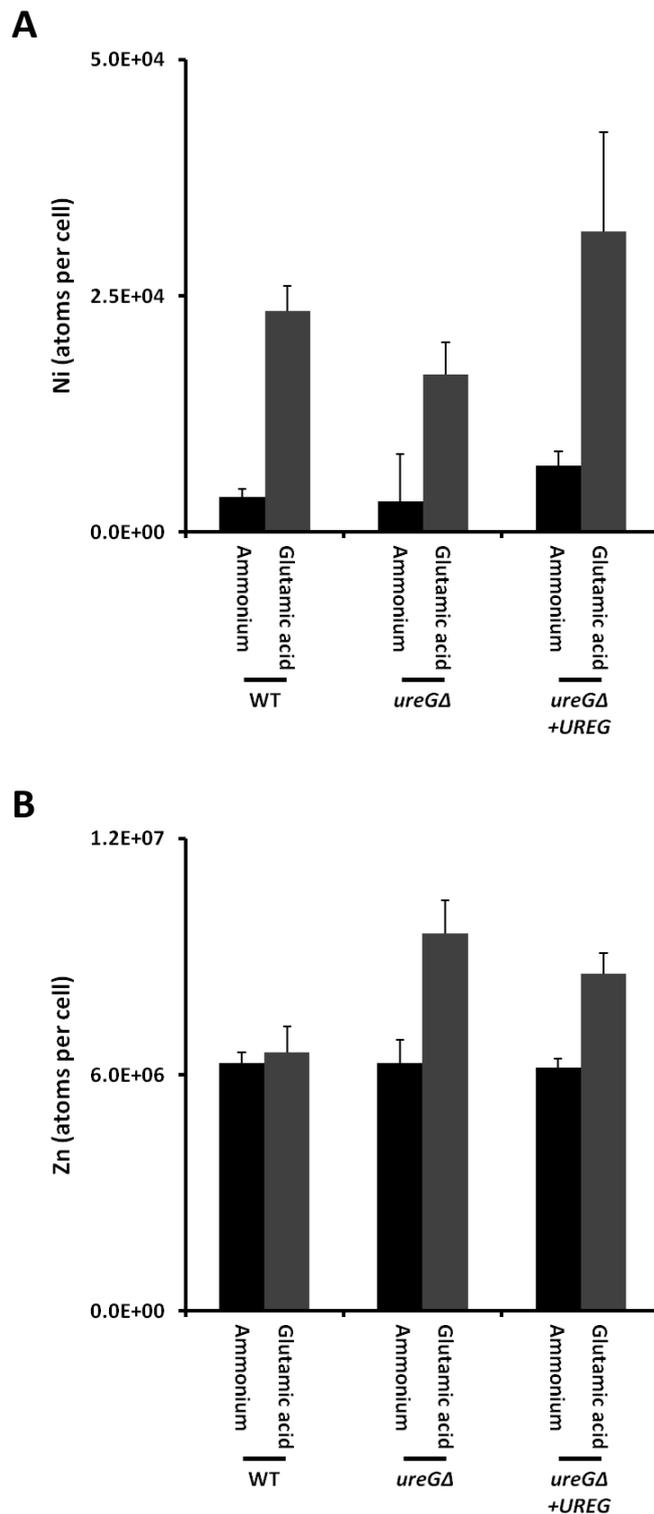 A
5.0E+04
Ni (atoms per cell)
2.5E+04
0.0E+00
Ammonium
Glutamic acid
Ammonium
Glutamic acid
Ammonium
Glutamic acid
WT
ureGΔ
ureGΔ
+UREG
B
1.2E+07
Zn (atoms per cell)
6.0E+06
0.0E+00
Ammonium
Glutamic acid
Ammonium
Glutamic acid
Ammonium
Glutamic acid
WT
ureGΔ
ureGΔ
+UREG